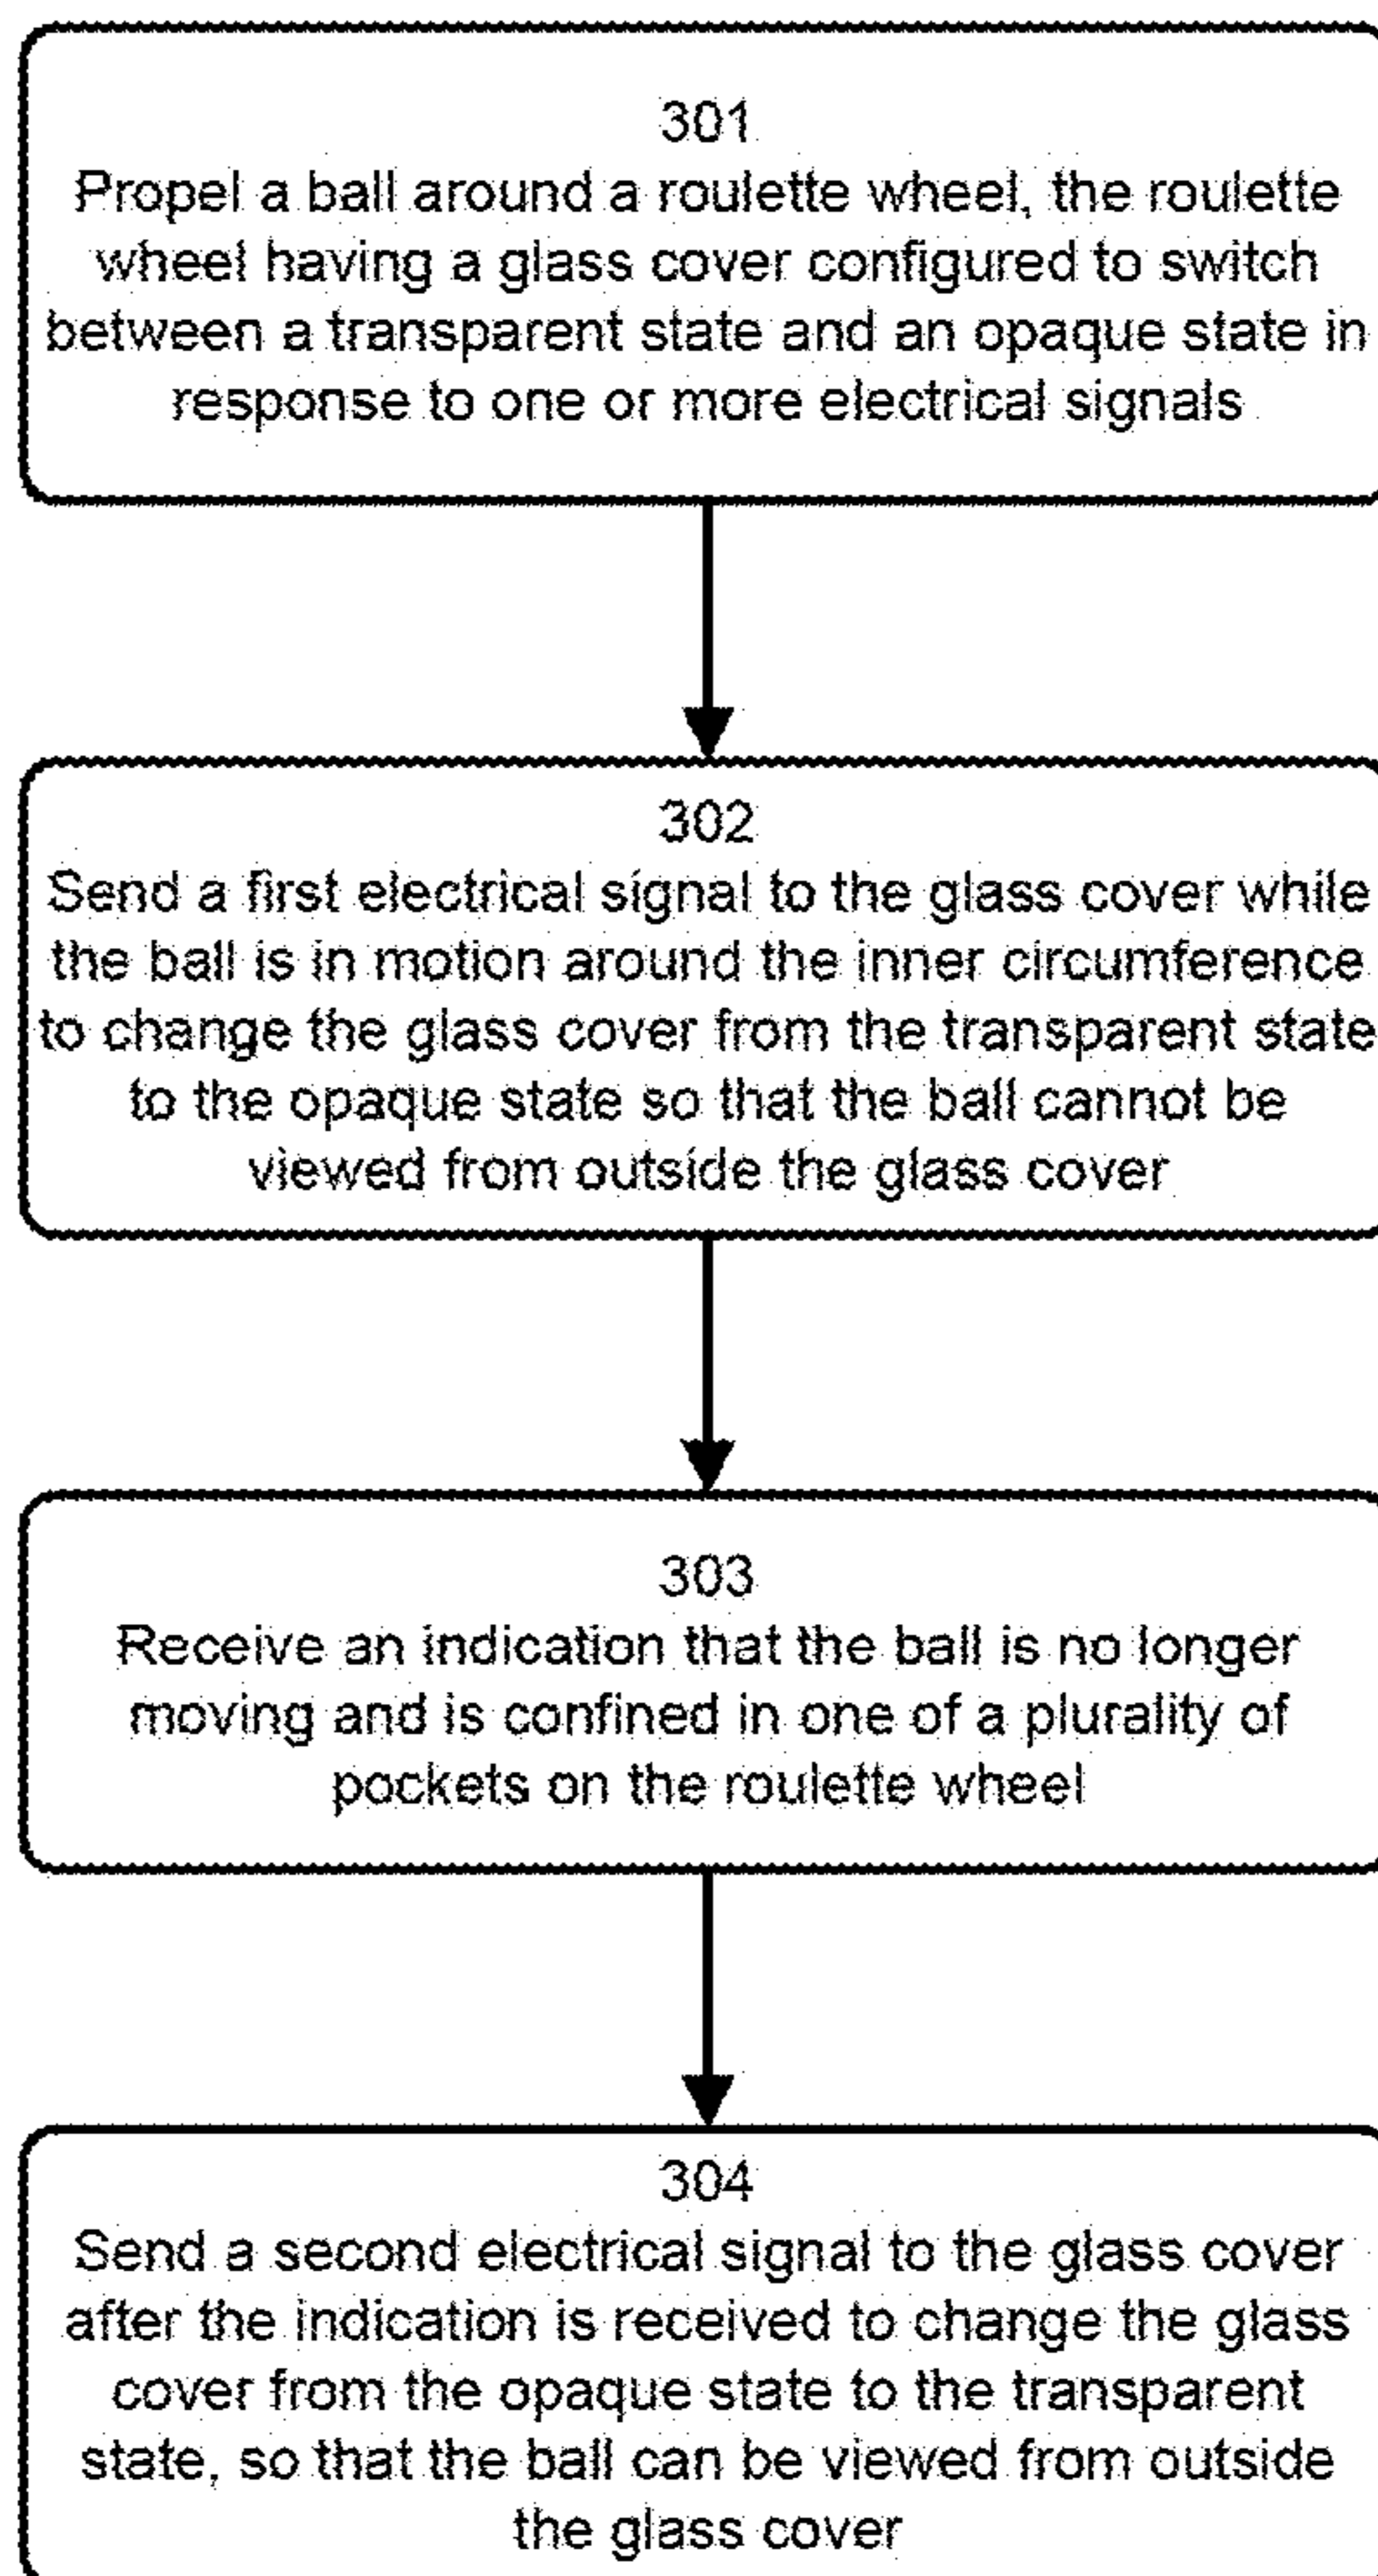 301
Propel a ball around a roulette wheel, the roulette
wheel having a glass cover configured to switch
between a transparent state and an opaque state in
response to one or more electrical signals
302
Send a first electrical signal to the glass cover while
the ball is in motion around the inner circumference
to change the glass cover from the transparent state
to the opaque state so that the ball cannot be
viewed from outside the glass cover
303
Receive an indication that the ball is no longer
moving and is confined in one of a plurality of
pockets on the roulette wheel
304
Send a second electrical signal to the glass cover
after the indication is received to change the glass
cover from the opaque state to the transparent
state, so that the ball can be viewed from outside
the glass cover